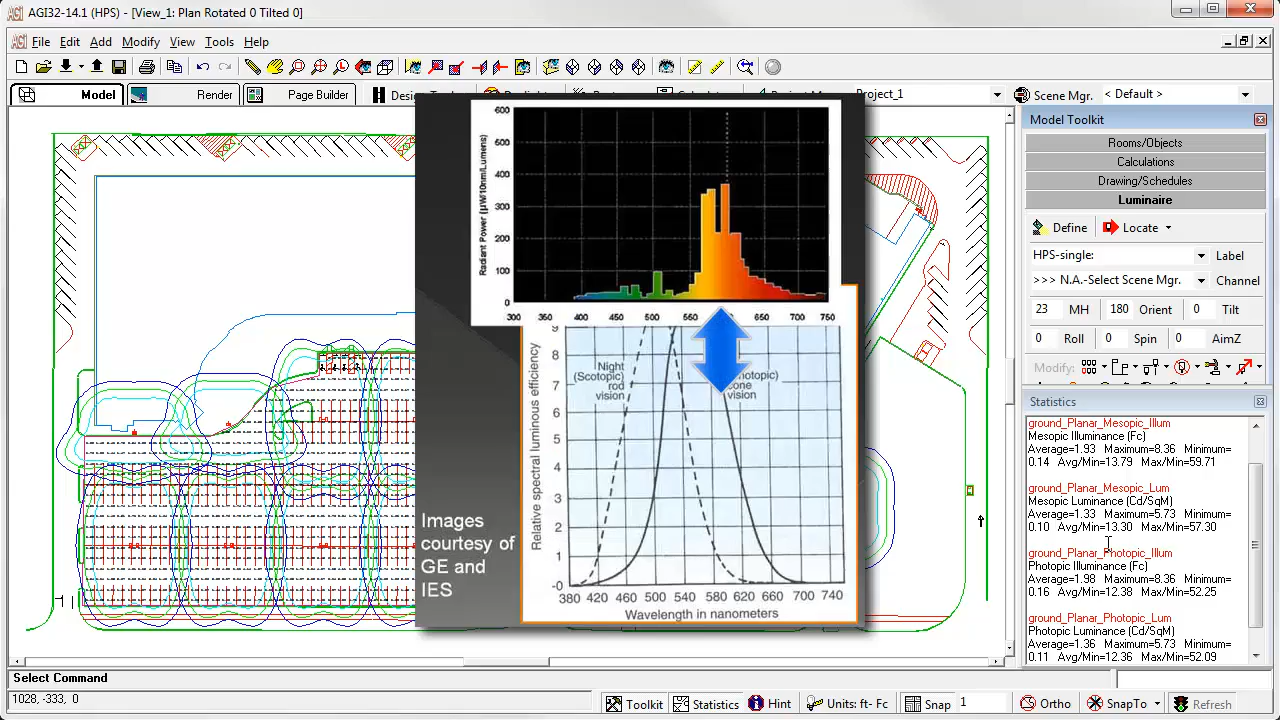 AGI32-14.1 (HPS) - [View_1: Plan Rotated 0 Tilted 0]
File Edit Add Modify View Tools Help
Model Render Page Builder Project_1 Scene Mgr. < Default >
Model Toolkit
Rooms/Objects
Calculations
Drawing/Schedules
Luminaire
Define Locate
HPS-single: Label
>>> N.A.-Select Scene Mgr. Channel
23 MH 180 Orient 0 Tilt
0 Roll 0 Spin 0 AimZ
Modify:
Statistics
ground_Planar_Mesopic_Illum
Mesopic Illuminance (Fc)
Average=1.93 Maximum=8.36 Minimum=
0.14 Avg/Min=13.79 Max/Min=59.71
ground_Planar_Mesopic_Lum
Mesopic Luminance (Cd/SqM)
Average=1.33 Maximum=5.73 Minimum=
0.10 Avg/Min=13.30 Max/Min=57.30
ground_Planar_Photopic_Illum
Photopic Illuminance (Fc)
Average=1.98 Maximum=8.36 Minimum=
0.16 Avg/Min=12.38 Max/Min=52.25
ground_Planar_Photopic_Lum
Photopic Luminance (Cd/SqM)
Average=1.36 Maximum=5.73 Minimum=
0.11 Avg/Min=12.36 Max/Min=52.09
Radiant Power (µW/10nm/Lumens)
600
500
400
300
200
100
0
300 350 400 450 500 550 650 700 750
Relative spectral luminous efficiency
8
7
6
5
4
3
2
1
-0
Night
(Scotopic)
rod
vision
vision
380 420 460 500 540 580 620 660 700 740
Wavelength in nanometers
Images
courtesy of
GE and
IES
Select Command
1028, -333, 0
Toolkit Statistics Hint Units: ft- Fc Snap 1 Ortho SnapTo Refresh